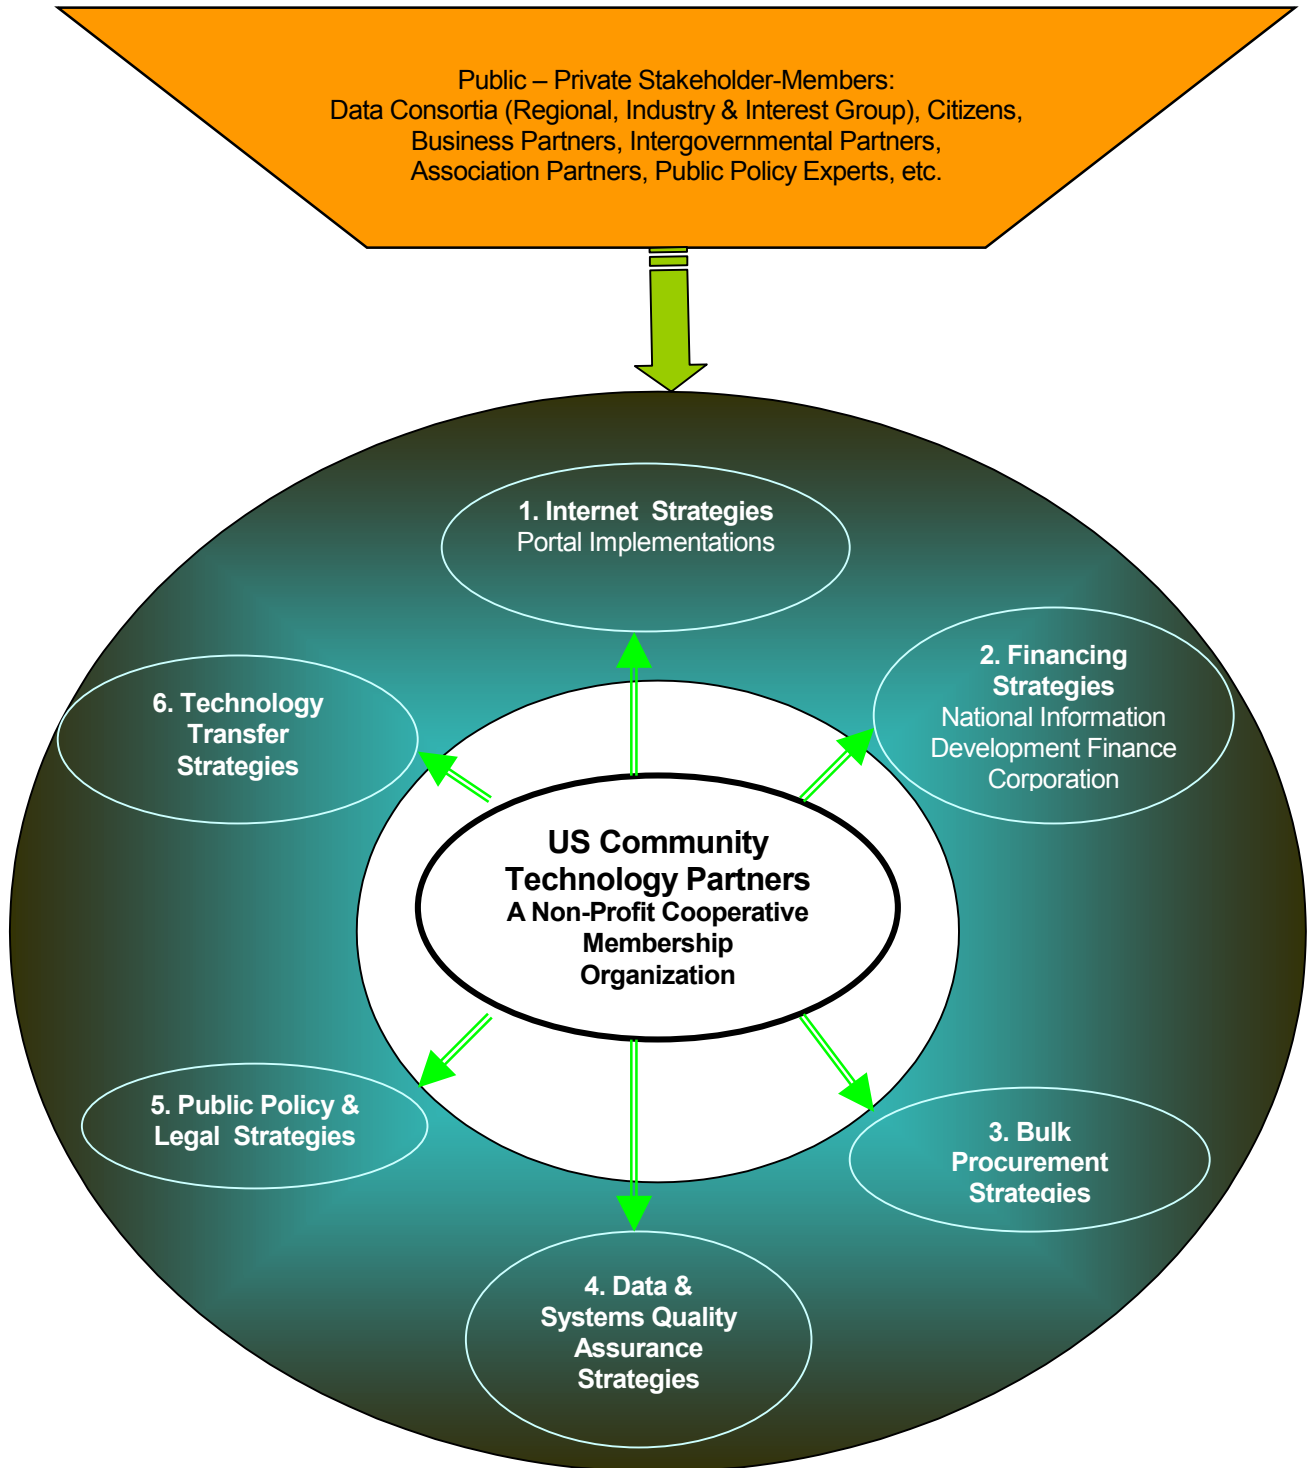 Public – Private Stakeholder-Members:
Data Consortia (Regional, Industry & Interest Group), Citizens,
Business Partners, Intergovernmental Partners,
Association Partners, Public Policy Experts, etc.
1. Internet Strategies
Portal Implementations
2. Financing
Strategies
National Information
Development Finance
Corporation
6. Technology
Transfer
Strategies
US Community
Technology Partners
A Non-Profit Cooperative
Membership
Organization
5. Public Policy &
Legal Strategies
3. Bulk
Procurement
Strategies
4. Data &
Systems Quality
Assurance
Strategies